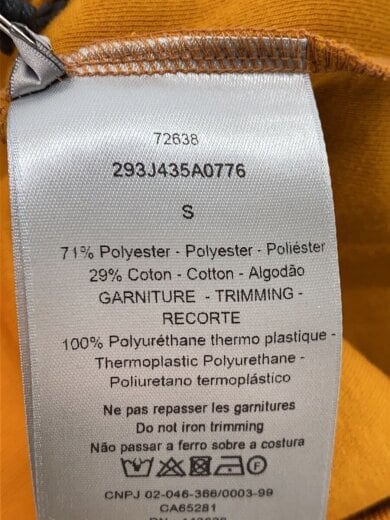 72638
293J435A0776
S
71% Polyester - Polyester - Poliéster
29% Coton - Cotton - Algodão
GARNITURE - TRIMMING -
RECORTE
100% Polyuréthane thermo plastique -
Thermoplastic Polyurethane -
Poliuretano termoplástico
Ne pas repasser les garnitures
Do not iron trimming
Não passar a ferro sobre a costura
CNPJ 02-046-366/0003-99
CA65281